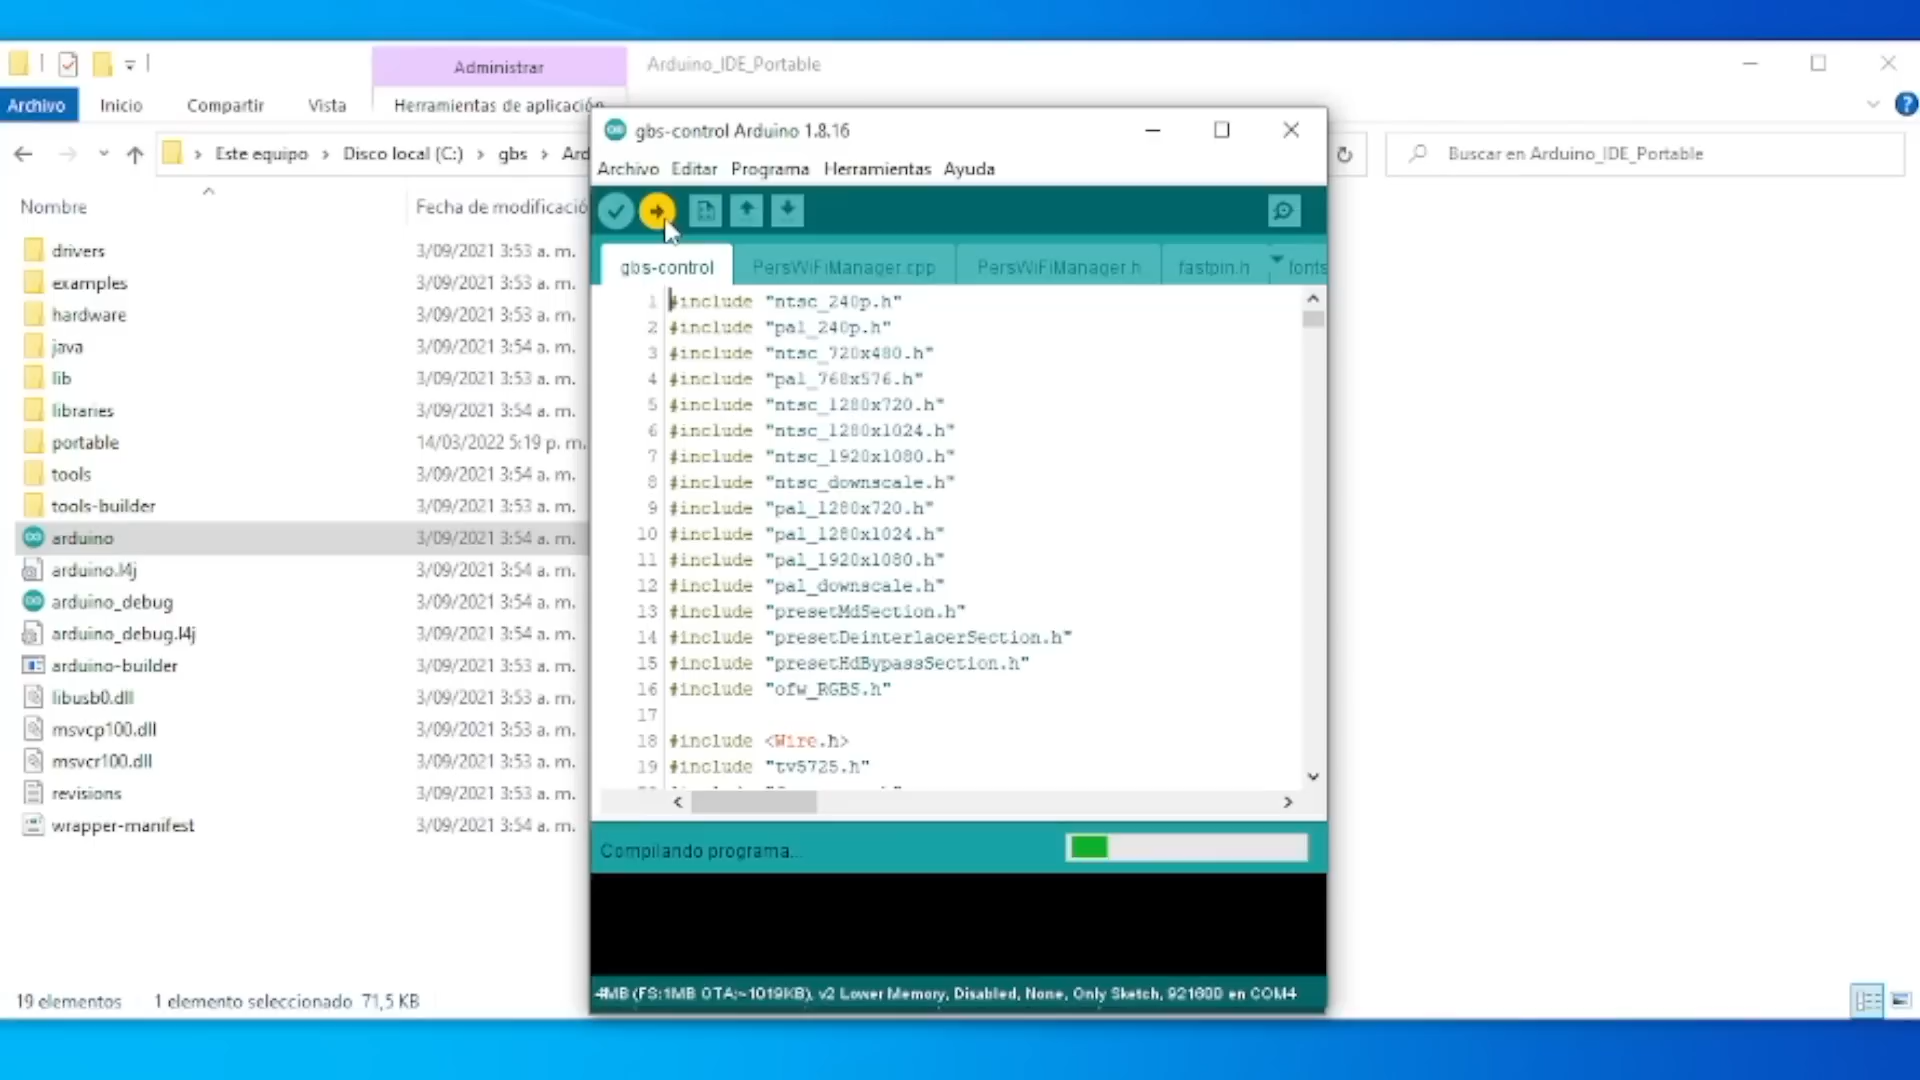 Administrar
Arduino_IDE_Portable
Archivo
Inicio
Compartir
Vista
Herramientas de aplicación
Este equipo > Disco local (C:) > gbs > Ard
Buscar en Arduino_IDE_Portable
Nombre
Fecha de modificació
drivers 3/09/2021 3:53 a. m.
examples 3/09/2021 3:53 a. m.
hardware 3/09/2021 3:53 a. m.
java 3/09/2021 3:54 a. m.
lib 3/09/2021 3:53 a. m.
libraries 3/09/2021 3:54 a. m.
portable 14/03/2022 5:19 p. m.
tools 3/09/2021 3:54 a. m.
tools-builder 3/09/2021 3:53 a. m.
arduino 3/09/2021 3:54 a. m.
arduino.l4j 3/09/2021 3:54 a. m.
arduino_debug 3/09/2021 3:54 a. m.
arduino_debug.l4j 3/09/2021 3:54 a. m.
arduino-builder 3/09/2021 3:53 a. m.
libusb0.dll 3/09/2021 3:53 a. m.
msvcp100.dll 3/09/2021 3:53 a. m.
msvcr100.dll 3/09/2021 3:53 a. m.
revisions 3/09/2021 3:53 a. m.
wrapper-manifest 3/09/2021 3:54 a. m.
19 elementos
1 elemento seleccionado 71,5 KB
gbs-control Arduino 1.8.16
Archivo Editar Programa Herramientas Ayuda
gbs-control PersWiFiManager.cpp PersWiFiManager.h fastpin.h fonts
1 #include "ntsc_240p.h"
2 #include "pal_240p.h"
3 #include "ntsc_720x480.h"
4 #include "pal_768x576.h"
5 #include "ntsc_1280x720.h"
6 #include "ntsc_1280x1024.h"
7 #include "ntsc_1920x1080.h"
8 #include "ntsc_downscale.h"
9 #include "pal_1280x720.h"
10 #include "pal_1280x1024.h"
11 #include "pal_1920x1080.h"
12 #include "pal_downscale.h"
13 #include "presetMdSection.h"
14 #include "presetDeinterlacerSection.h"
15 #include "presetHdBypassSection.h"
16 #include "ofw_RGBS.h"
17
18 #include <Wire.h>
19 #include "tv5725.h"
Compilando programa...
4MB (FS:1MB OTA:~1019KB), v2 Lower Memory, Disabled, None, Only Sketch, 921600 en COM4